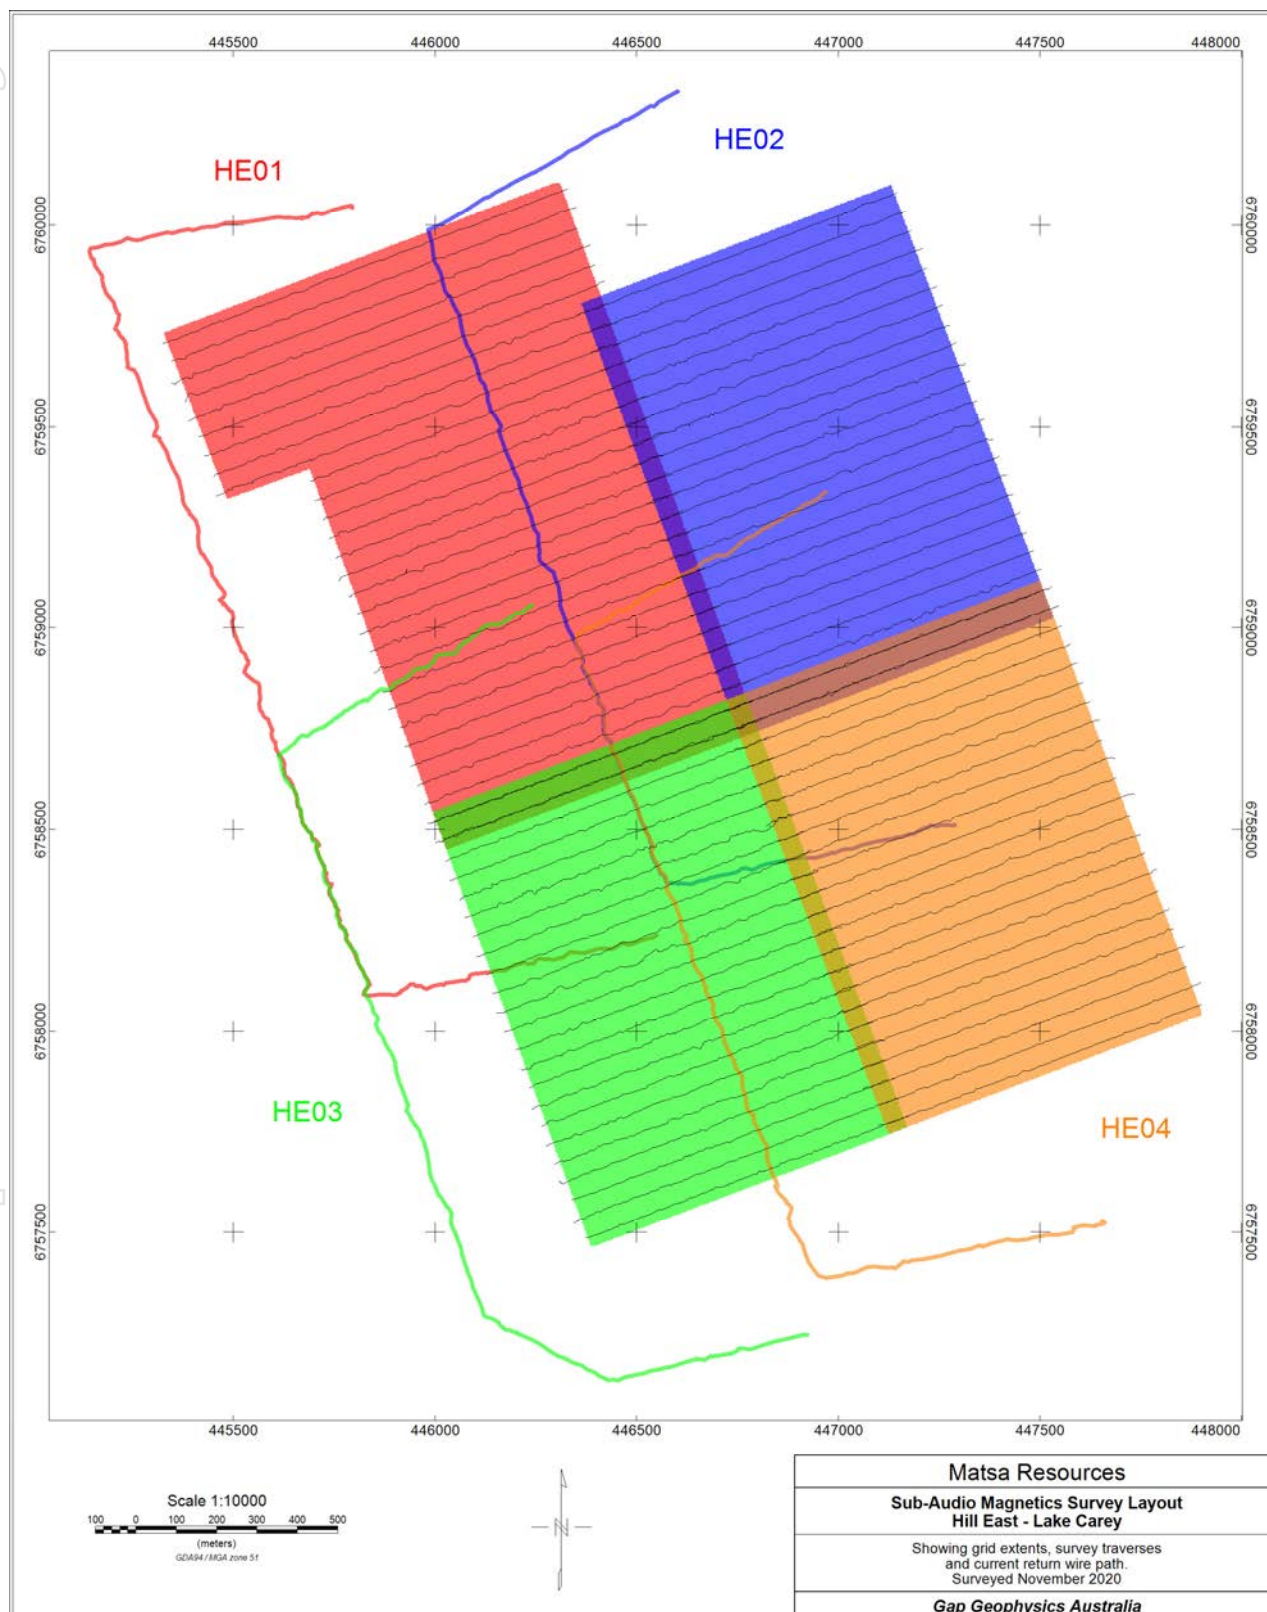 445500 446000 446500 447000 447500 448000
HE02
HE01
6760000 6760000
6759500 6759500
6759000 6759000
6758500 6758500
6758000 6758000
HE03
HE04
6757500 6757500
445500 446000 446500 447000 447500 448000
Scale 1:10000
100 0 100 200 300 400 500
(meters)
GDA94 / MGA zone 51
N
Matsa Resources
Sub-Audio Magnetics Survey Layout
Hill East - Lake Carey
Showing grid extents, survey traverses
and current return wire path.
Surveyed November 2020
Gap Geophysics Australia